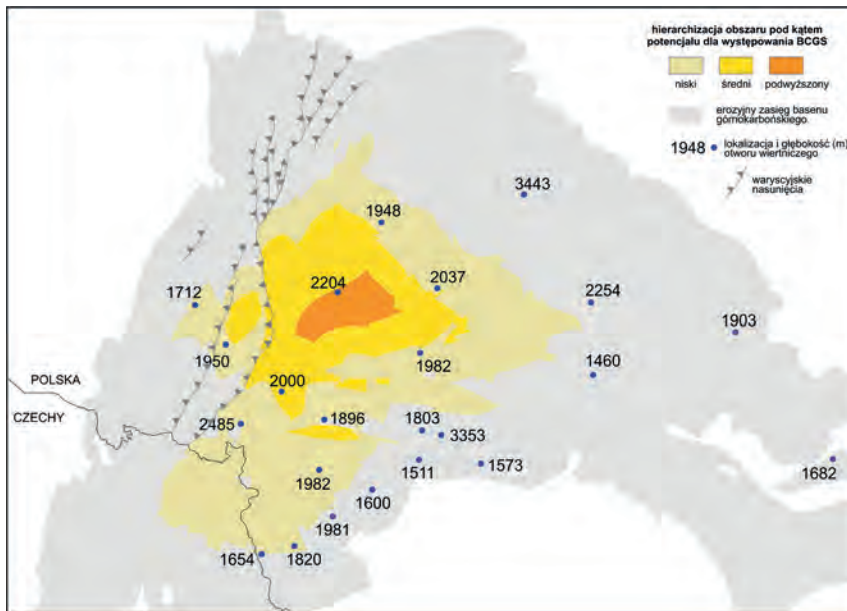 hierarchizacja obszaru pod kątem
potencjału dla występowania BCGS
niski średni podwyższony
erozyjny zasięg basenu
górnokarbońskiego
1948 lokalizacja i głębokość (m)
otworu wiertniczego
waryscyjskie
nasunięcia
3443
1948
2204
2037
1712
2254
1903
1950
1982
1460
POLSKA
2000
CZECHY
2485
1896
1803
3353
1511
1573
1682
1982
1600
1981
1654
1820